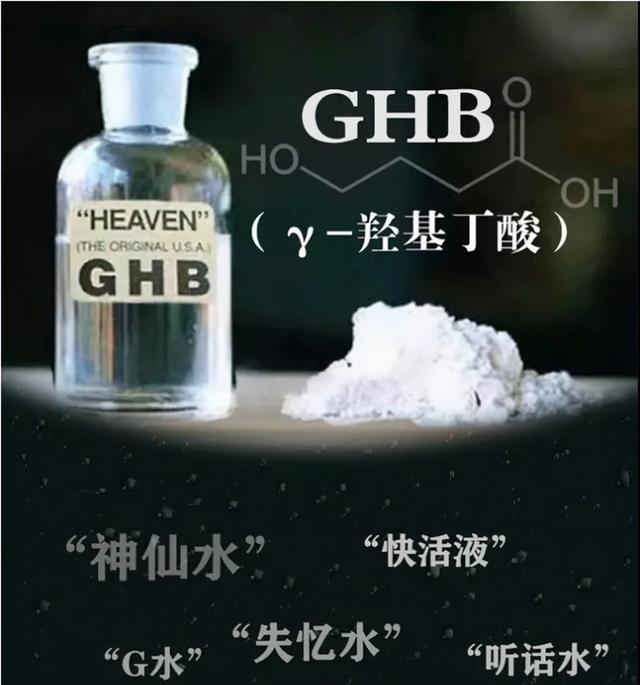 GHB
HO
O
OH
（γ-羟基丁酸）
“HEAVEN”
(THE ORIGINAL U.S.A.)
GHB
“神仙水”
“快活液”
“G水”
“失忆水”
“听话水”